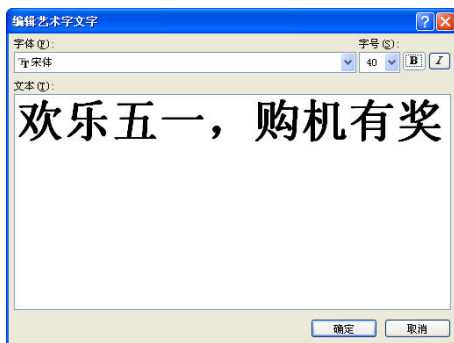 编辑艺术字文字
字体(F): 字号(S):
宋体 40 B I
文本(T):
欢乐五一，购机有奖
确定 取消